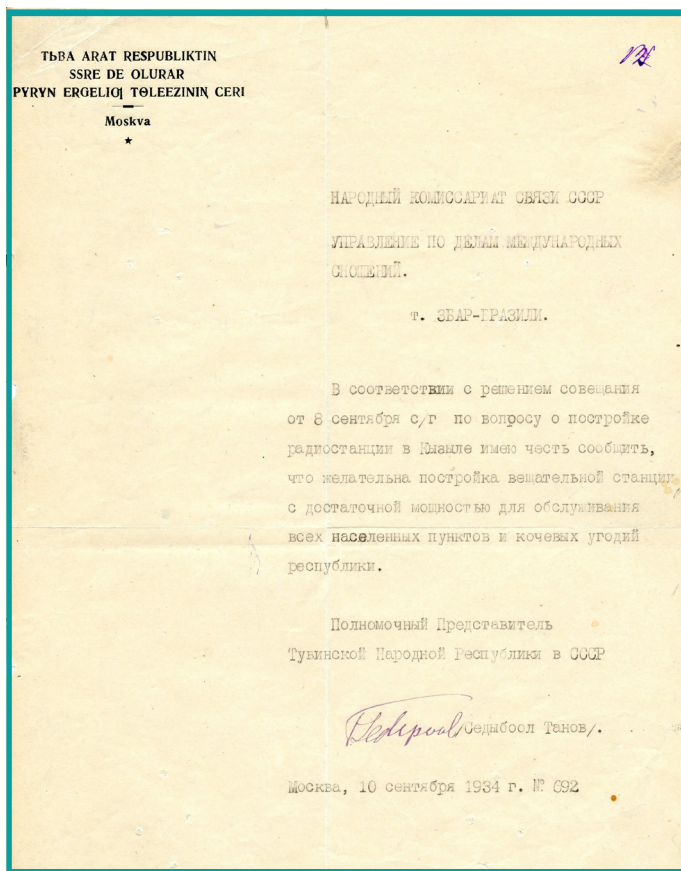 TЬBA ARAT RESPUBLIKTIN
SSRE DE OLURAR
PYRYN ERGELIOI TѲLEEZININ CERI
Moskva
НАРОДНЫЙ КОМИССАРИАТ СВЯЗИ СССР
УПРАВЛЕНИЕ ПО ДЕЛАМ МЕЖДУНАРОДНЫХ
СНОШЕНИЙ.
т. ЭБАР-БРАЗИЛИ.
В соответствии с решением совещания
от 8 сентября с/г по вопросу о постройке
радиостанции в Кызыле имею честь сообщить,
что желательна постройка вещательной станции
с достаточной мощностью для обслуживания
всех населенных пунктов и кочевых угодий
республики.
Полномочный Представитель
Тувинской Народной Республики в СССР
/Седыбоол Танов/.
Москва, 10 сентября 1934 г. № 692